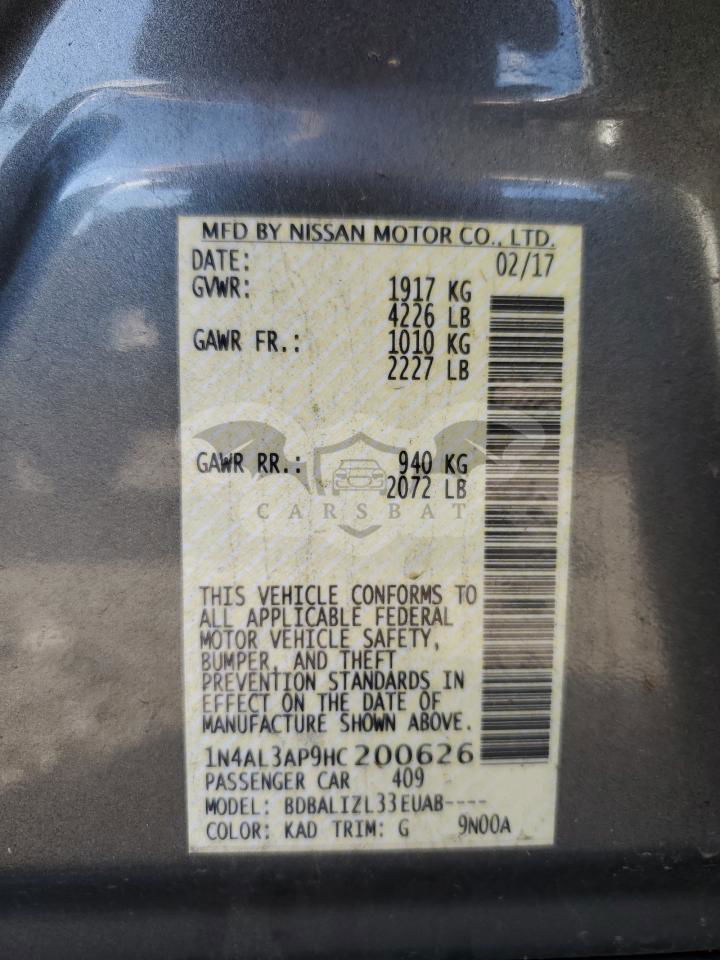 MFD BY NISSAN MOTOR CO., LTD.
DATE: 02/17
GVWR: 1917 KG
4226 LB
GAWR FR.: 1010 KG
2227 LB
GAWR RR.: 940 KG
2072 LB
CARSBAT
THIS VEHICLE CONFORMS TO
ALL APPLICABLE FEDERAL
MOTOR VEHICLE SAFETY,
BUMPER, AND THEFT
PREVENTION STANDARDS IN
EFFECT ON THE DATE OF
MANUFACTURE SHOWN ABOVE.
1N4AL3AP9HC200626
PASSENGER CAR 409
MODEL: BDBALIZL33EUAB----
COLOR: KAD TRIM: G 9N00A